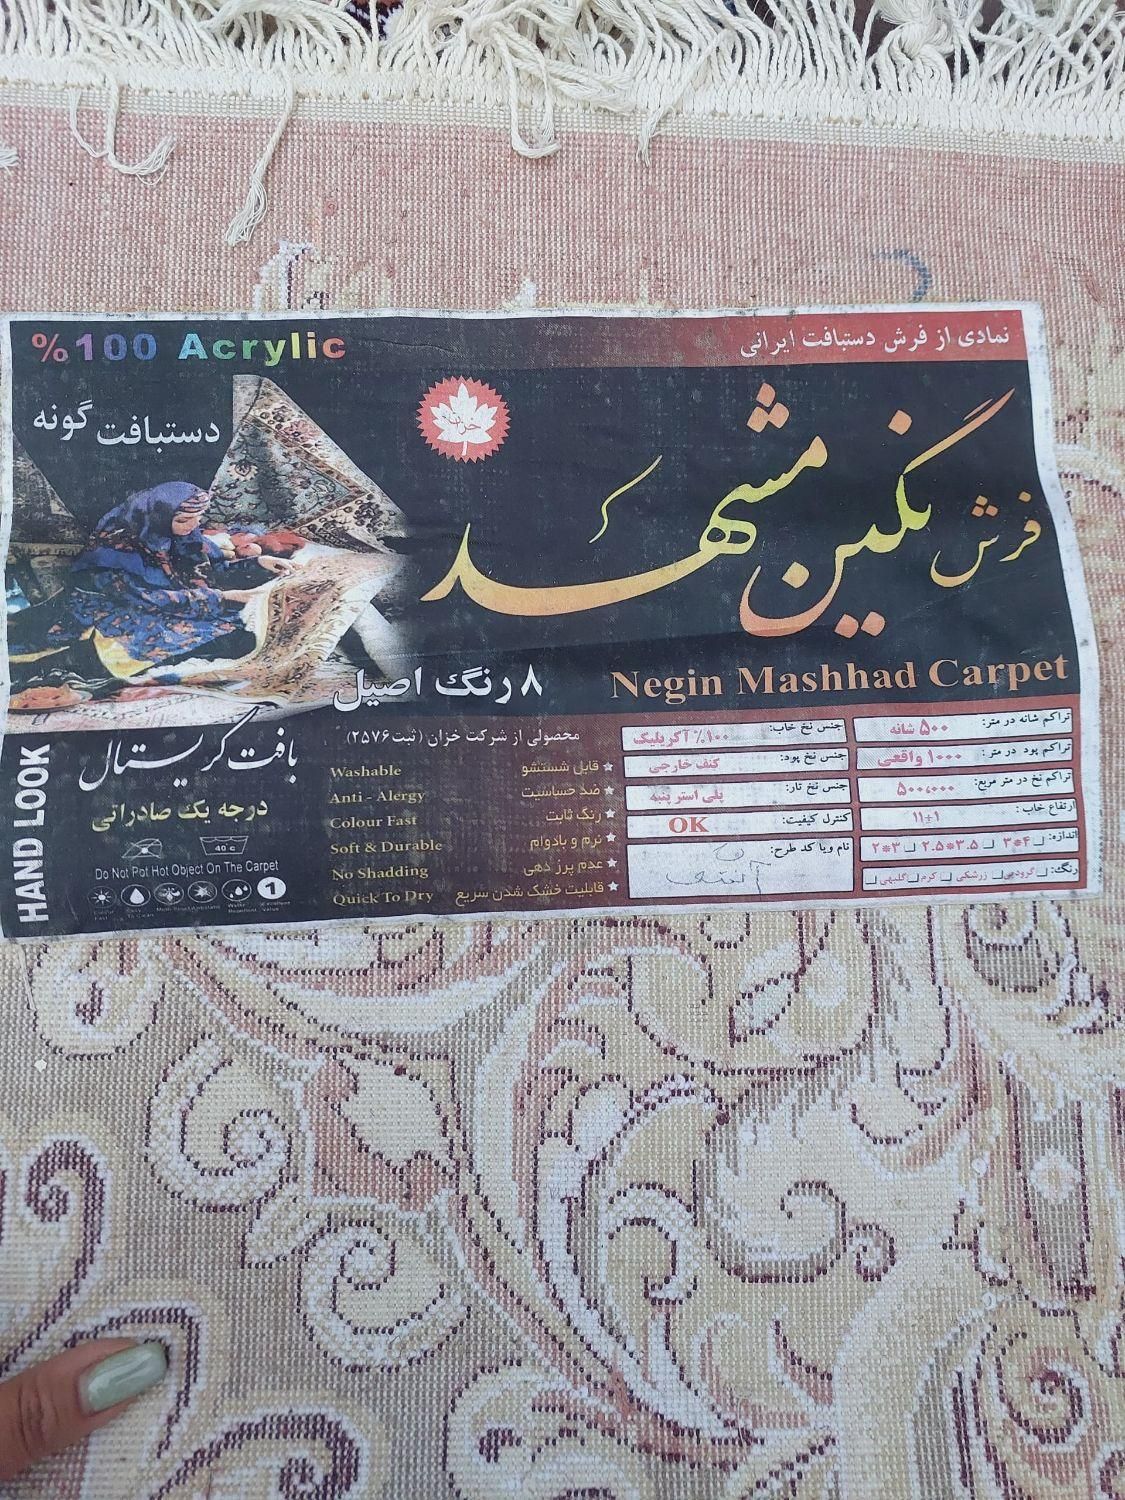 %100 Acrylic
نمادی از فرش دستبافت ایرانی
دستبافت گونه
خزان
فرش نگین مشهد
۸ رنگ اصیل
Negin Mashhad Carpet
HAND LOOK
بافت کریستال
درجه یک صادراتی
40 c
Do Not Pot Hot Object On The Carpet
1
محصولی از شرکت خزان (ثبت۲۵۷۶)
Washable قابل شستشو
Anti - Alergy ضد حساسیت
Colour Fast رنگ ثابت
Soft & Durable نرم و بادوام
No Shadding عدم پرز دهی
Quick To Dry قابلیت خشک شدن سریع
جنس نخ خاب: ۱۰۰٪ آکریلیک
جنس نخ پود: کنف خارجی
جنس نخ تار: پلی استر پنبه
کنترل کیفیت: OK
نام ویا کد طرح:
تراکم شانه در متر: ۵۰۰ شانه
تراکم پود در متر: ۱۰۰۰ واقعی
تراکم نخ در متر مربع: ۵۰۰،۰۰۰
ارتفاع خاب : ۱۱±۱
اندازه: ۴*۳ ۳.۵*۲.۵ ۳*۲
رنگ: گردویی زرشکی کرم گلبهی